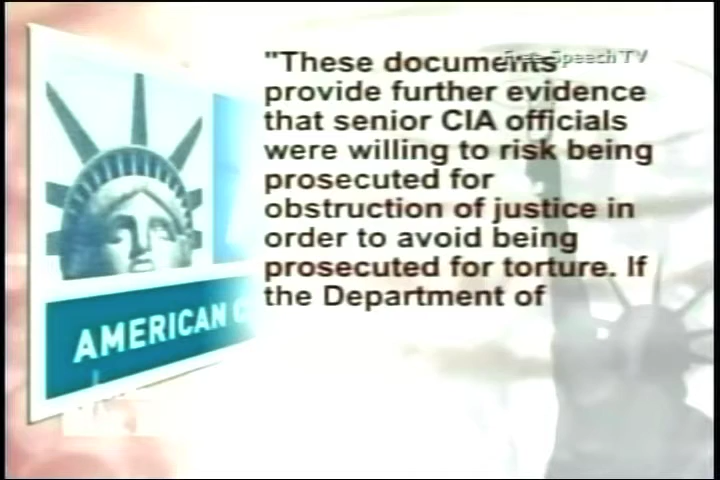 Free Speech TV
"These documents
provide further evidence
that senior CIA officials
were willing to risk being
prosecuted for
obstruction of justice in
order to avoid being
prosecuted for torture. If
the Department of
AMERICAN C